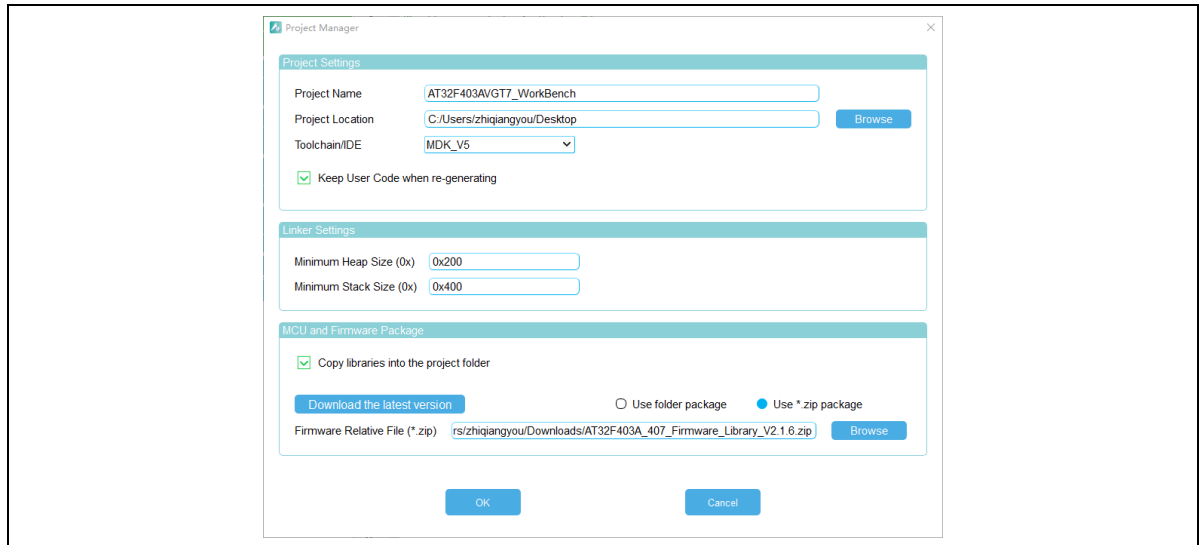 Project Manager
Project Settings
Project Name AT32F403AVGT7_WorkBench
Project Location C:/Users/zhiqiangyou/Desktop Browse
Toolchain/IDE MDK_V5
Keep User Code when re-generating
Linker Settings
Minimum Heap Size (0x) 0x200
Minimum Stack Size (0x) 0x400
MCU and Firmware Package
Copy libraries into the project folder
Download the latest version Use folder package Use *.zip package
Firmware Relative File (*.zip) rs/zhiqiangyou/Downloads/AT32F403A_407_Firmware_Library_V2.1.6.zip Browse
OK Cancel